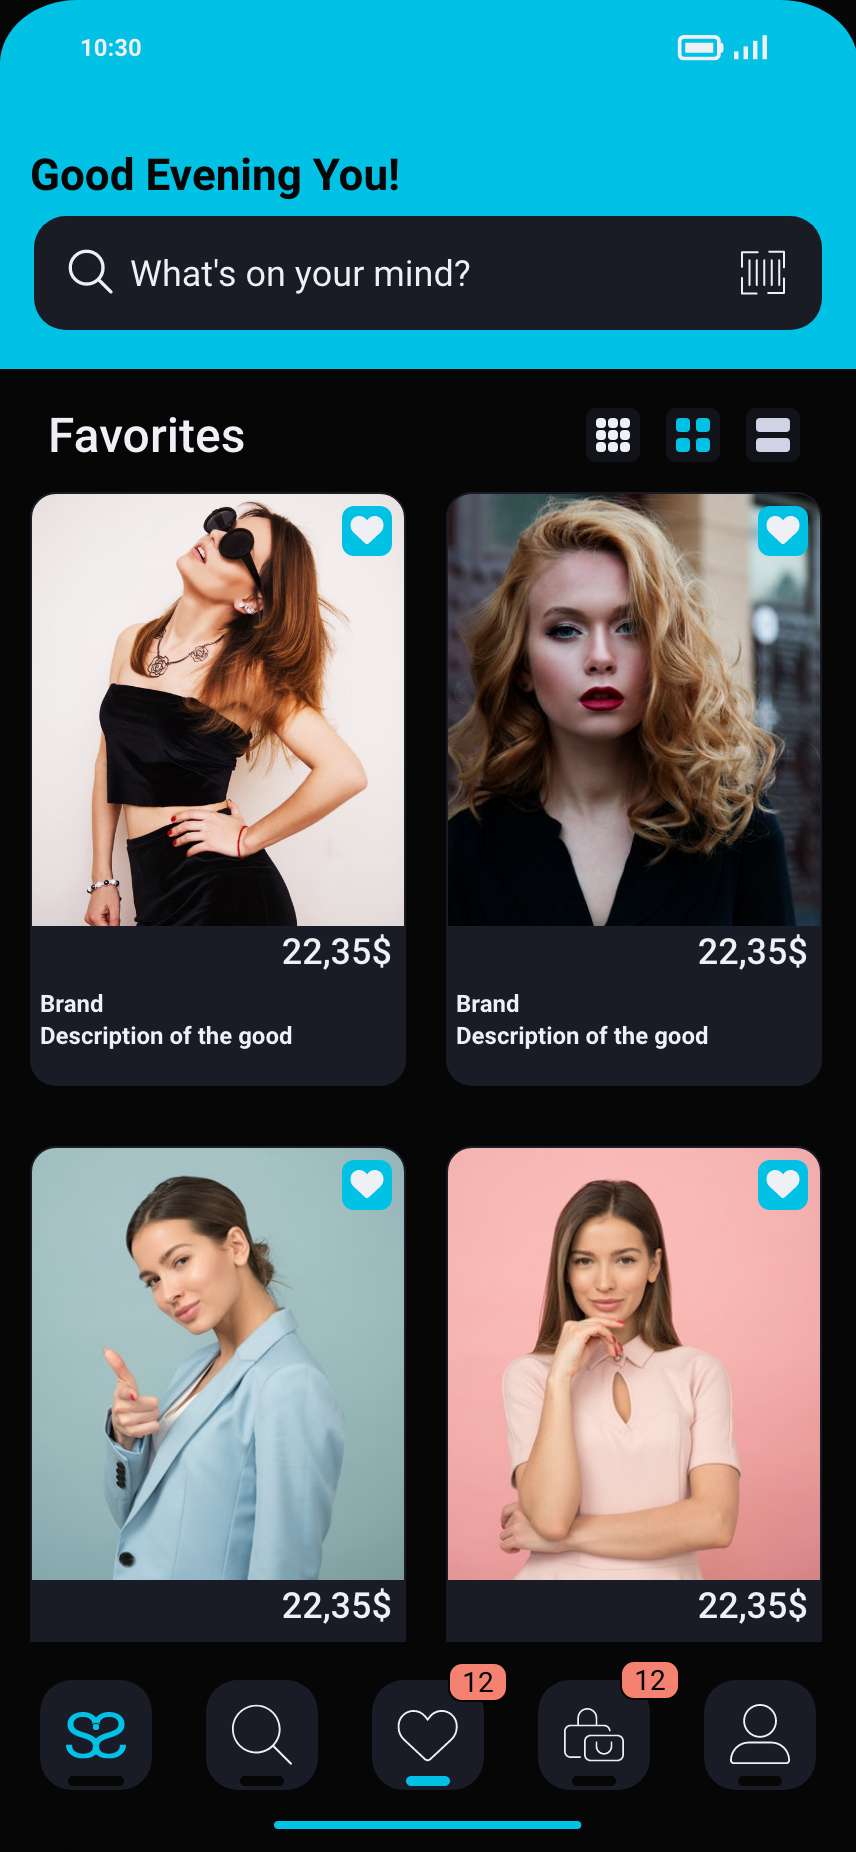 10:30
Good Evening You!
What's on your mind?
Favorites
22,35$
Brand
Description of the good
22,35$
Brand
Description of the good
22,35$
22,35$
12
12